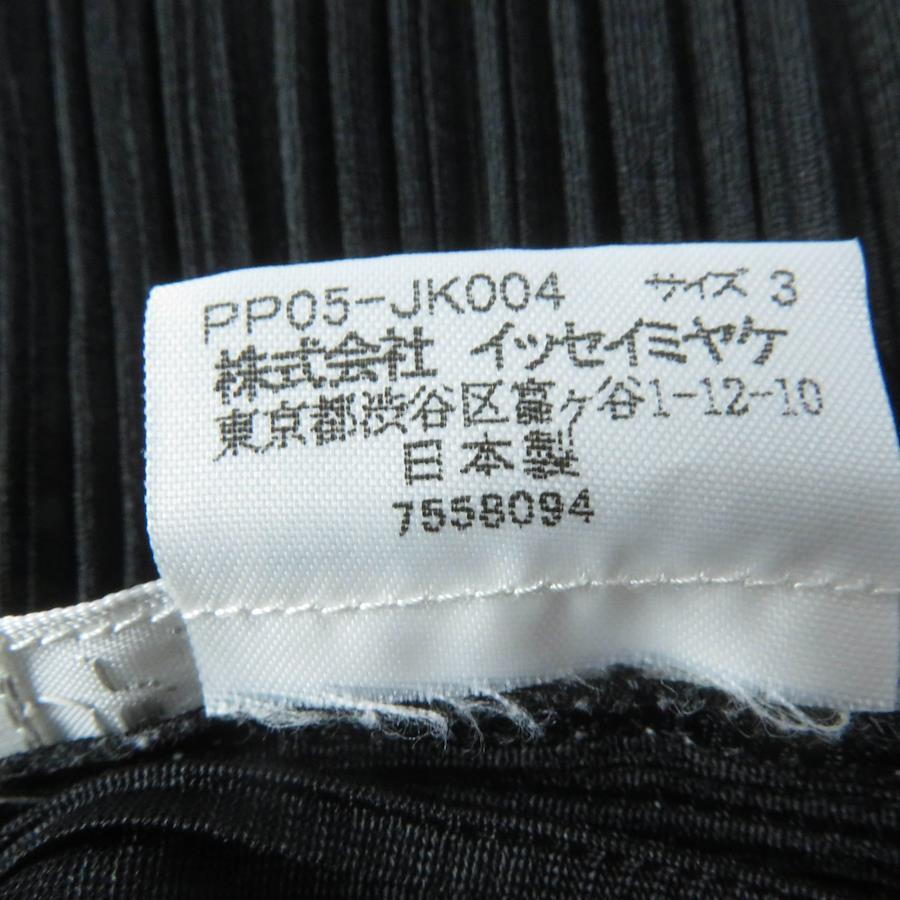 PP05-JK004 サイズ 3
株式会社 イッセイミヤケ
東京都渋谷区富ヶ谷1-12-10
日本製
7558094